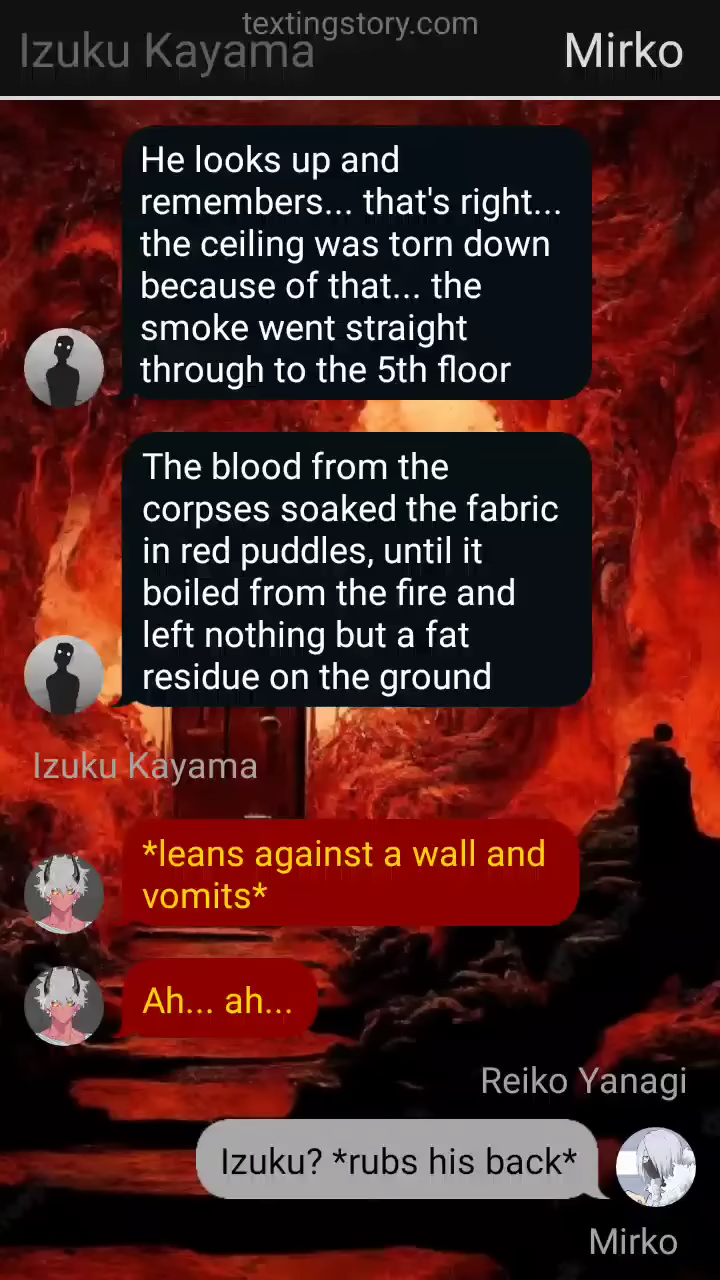 textingstory.com
Izuku Kayama
Mirko
He looks up and
remembers... that's right...
the ceiling was torn down
because of that... the
smoke went straight
through to the 5th floor
The blood from the
corpses soaked the fabric
in red puddles, until it
boiled from the fire and
left nothing but a fat
residue on the ground
Izuku Kayama
*leans against a wall and
vomits*
Ah... ah...
Reiko Yanagi
Izuku? *rubs his back*
Mirko